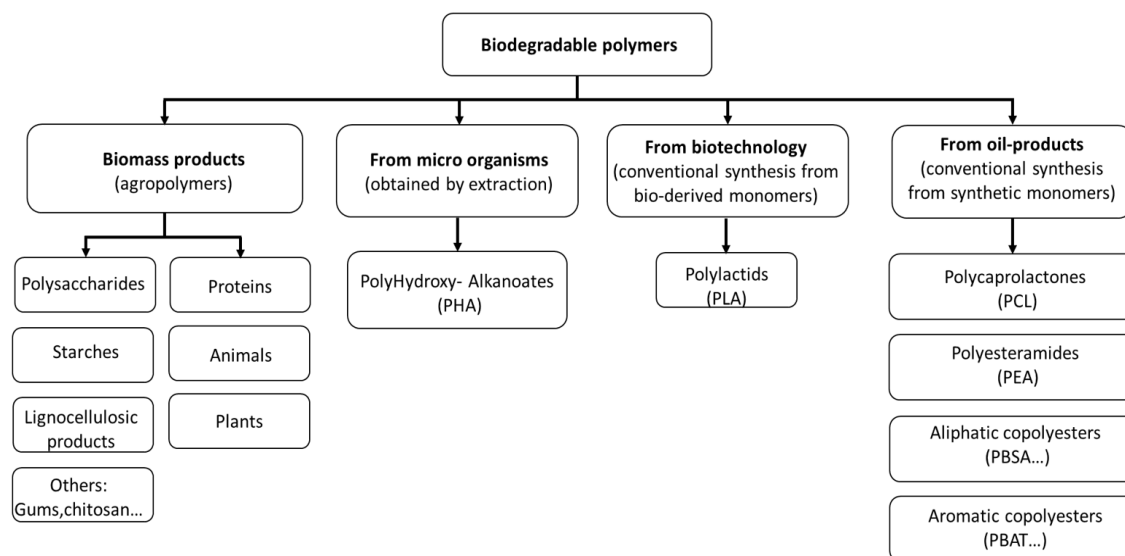 Biodegradable polymers
Biomass products
(agropolymers)
From micro organisms
(obtained by extraction)
From biotechnology
(conventional synthesis from
bio-derived monomers)
From oil-products
(conventional synthesis
from synthetic monomers)
Polysaccharides
Proteins
PolyHydroxy- Alkanoates
(PHA)
Polylactids
(PLA)
Polycaprolactones
(PCL)
Starches
Animals
Polyesteramides
(PEA)
Lignocellulosic
products
Plants
Aliphatic copolyesters
(PBSA...)
Others:
Gums,chitosan...
Aromatic copolyesters
(PBAT...)